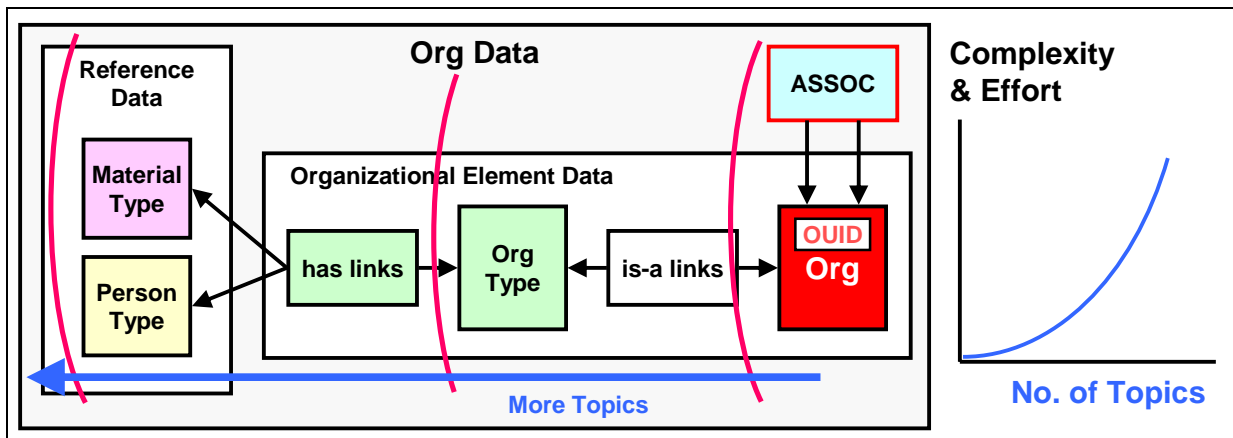 Org Data
Reference
Data
Material
Type
Person
Type
Organizational Element Data
has links
Org
Type
is-a links
ASSOC
OUID
Org
More Topics
Complexity
& Effort
No. of Topics